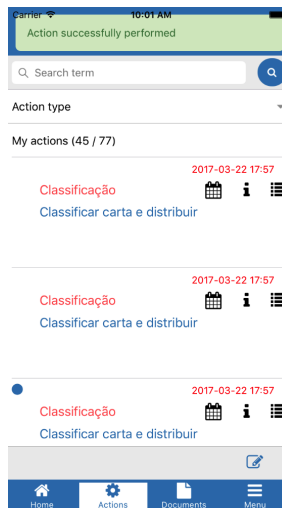 Carrier 10:01 AM
Action successfully performed
Search term
Action type
My actions (45 / 77)
2017-03-22 17:57
Classificação
Classificar carta e distribuir
2017-03-22 17:57
Classificação
Classificar carta e distribuir
2017-03-22 17:57
Classificação
Classificar carta e distribuir
Home Actions Documents Menu